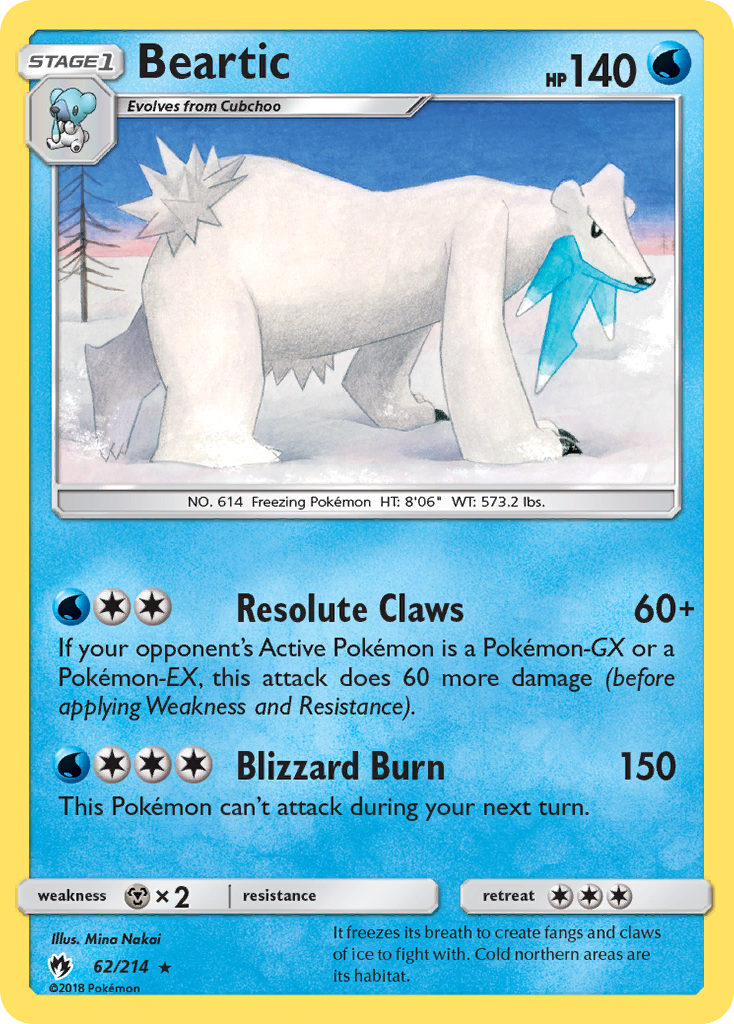 STAGE1
Beartic
HP 140
Evolves from Cubchoo
NO. 614 Freezing Pokémon HT: 8'06" WT: 573.2 lbs.
Resolute Claws 60+
If your opponent's Active Pokémon is a Pokémon-GX or a
Pokémon-EX, this attack does 60 more damage (before
applying Weakness and Resistance).
Blizzard Burn 150
This Pokémon can't attack during your next turn.
weakness ×2 resistance retreat
Illus. Mina Nakai
62/214 ★
©2018 Pokémon
It freezes its breath to create fangs and claws
of ice to fight with. Cold northern areas are
its habitat.